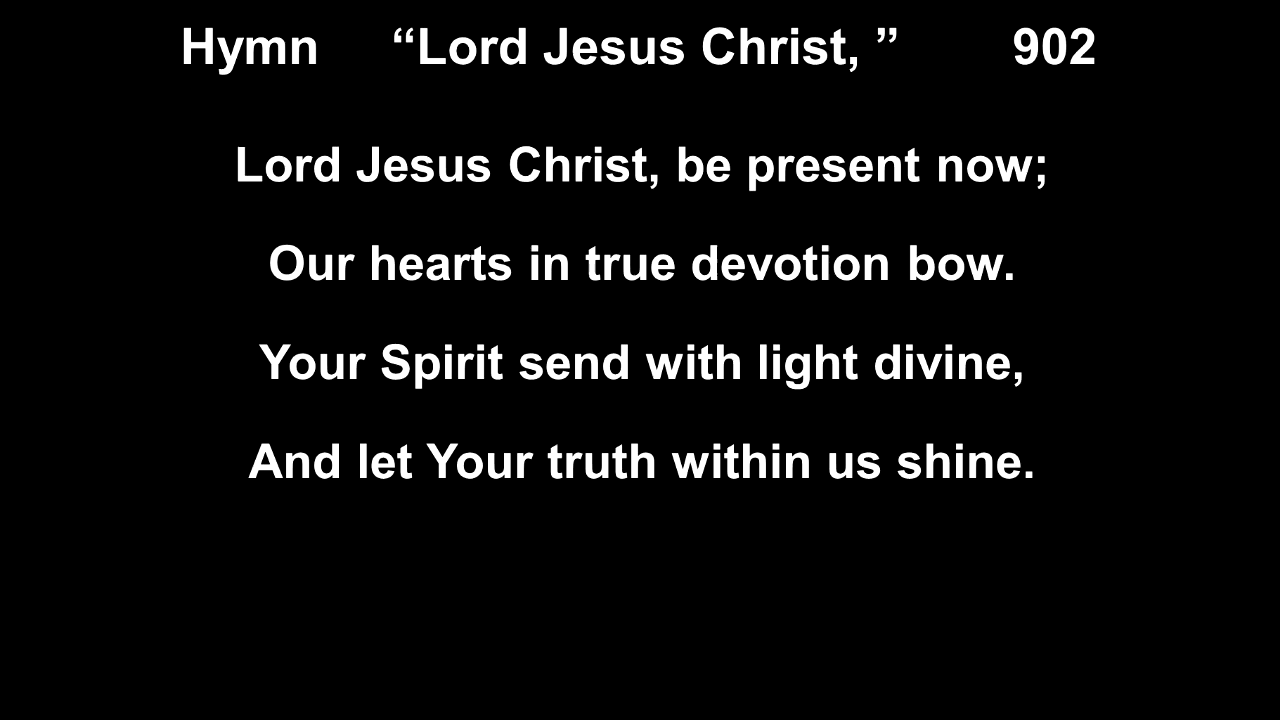 Hymn “Lord Jesus Christ, ” 902
Lord Jesus Christ, be present now;
Our hearts in true devotion bow.
Your Spirit send with light divine,
And let Your truth within us shine.